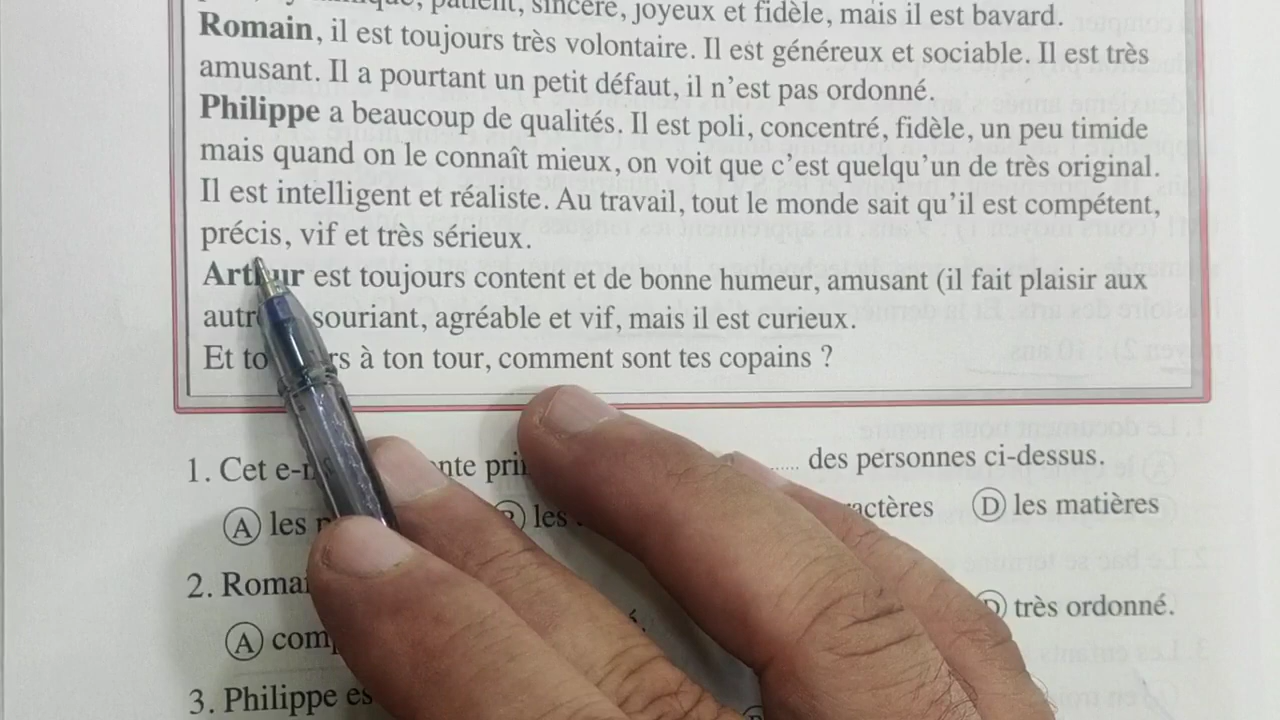 patient, sincère, joyeux et fidèle, mais il est bavard.
Romain, il est toujours très volontaire. Il est généreux et sociable. Il est très
amusant. Il a pourtant un petit défaut, il n'est pas ordonné.
Philippe a beaucoup de qualités. Il est poli, concentré, fidèle, un peu timide
mais quand on le connaît mieux, on voit que c'est quelqu'un de très original.
Il est intelligent et réaliste. Au travail, tout le monde sait qu'il est compétent,
précis, vif et très sérieux.
Arthur est toujours content et de bonne humeur, amusant (il fait plaisir aux
souriant, agréable et vif, mais il est curieux.
Et à ton tour, comment sont tes copains ?
1. Cet des personnes ci-dessus.
A les les D les matières
2. très ordonné.
A
3. Philippe